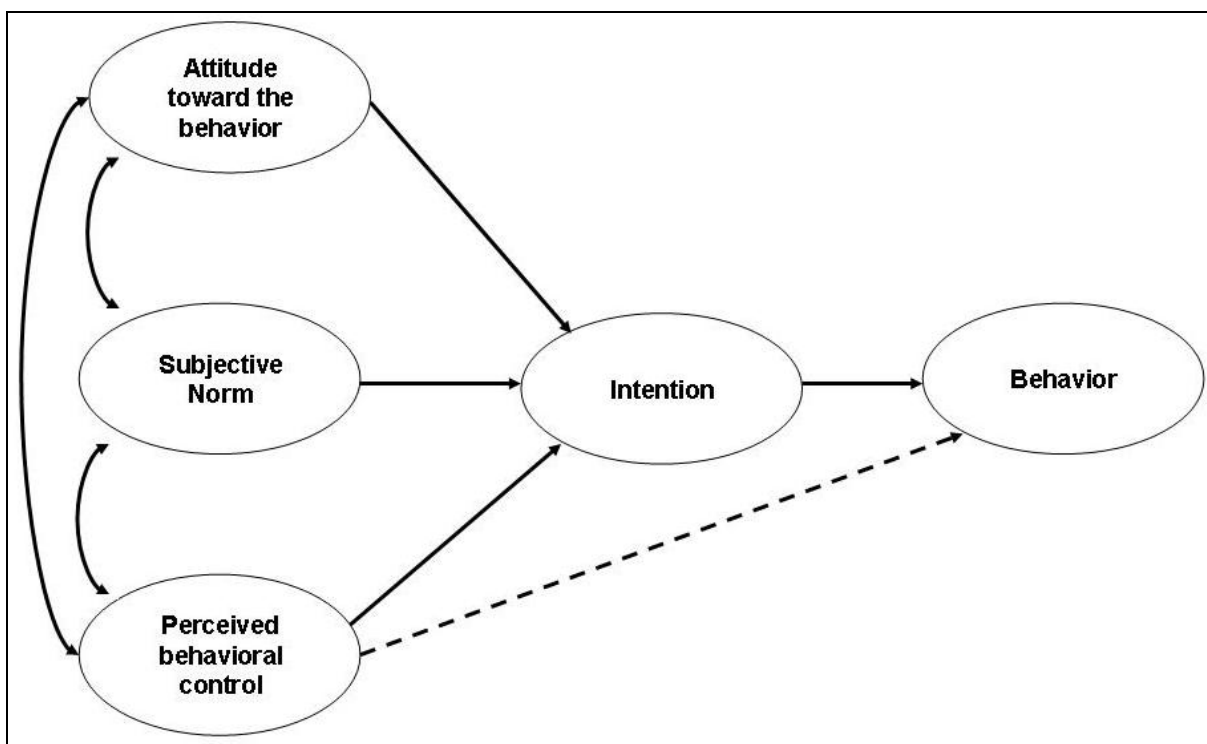 Attitude
toward the
behavior
Subjective
Norm
Intention
Behavior
Perceived
behavioral
control